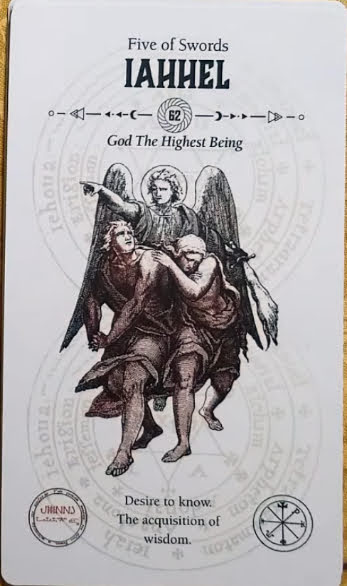 Five of Swords
IAHHEL
62
God The Highest Being
Desire to know.
The acquisition of
wisdom.